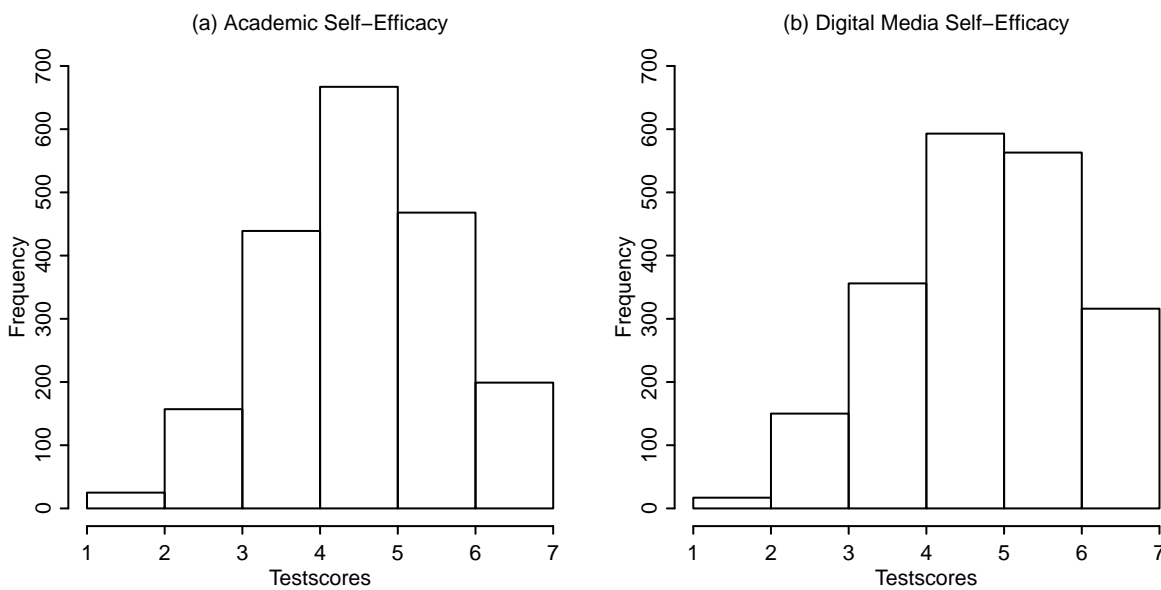 (a) Academic Self−Efficacy
Frequency
0
100
200
300
400
500
600
700
1 2 3 4 5 6 7
Testscores
(b) Digital Media Self−Efficacy
Frequency
0
100
200
300
400
500
600
700
1 2 3 4 5 6 7
Testscores